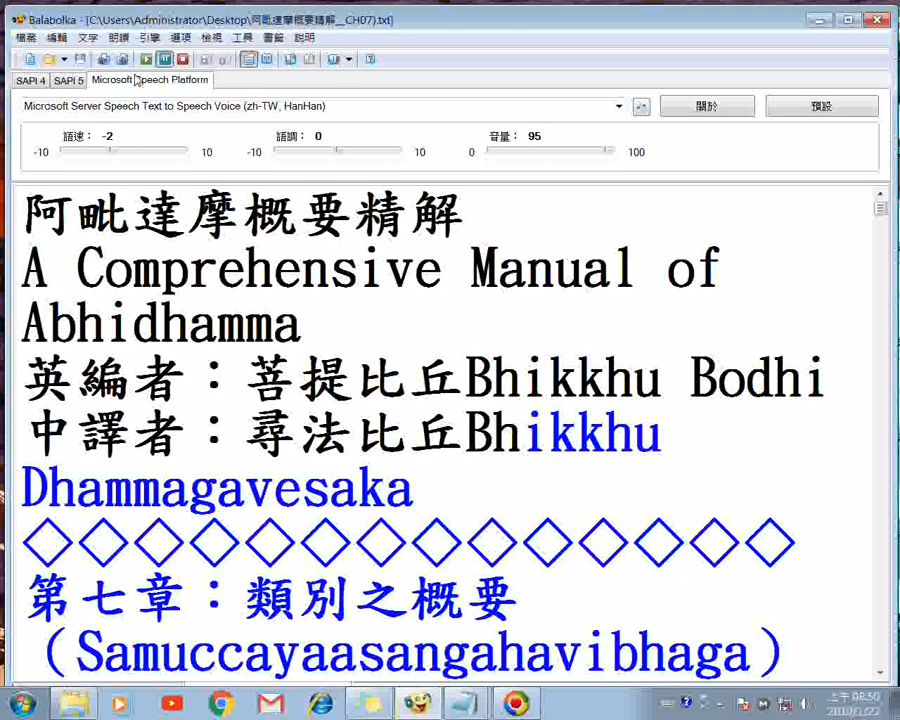 Balabolka - [C:\Users\Administrator\Desktop\阿毗達摩概要精解__CH07).txt]
檔案 編輯 文字 朗讀 引擎 選項 檢視 工具 書籤 說明
SAPI 4 SAPI 5 Microsoft Speech Platform
Microsoft Server Speech Text to Speech Voice (zh-TW, HanHan) 關於 預設
語速： -2 語調： 0 音量： 95
-10 10 -10 10 0 100
阿毗達摩概要精解
A Comprehensive Manual of
Abhidhamma
英編者：菩提比丘Bhikkhu Bodhi
中譯者：尋法比丘Bhikkhu
Dhammagavesaka
◇◇◇◇◇◇◇◇◇◇◇◇◇◇
第七章：類別之概要
（Samuccayaasangahavibhaga）
上午 08:50